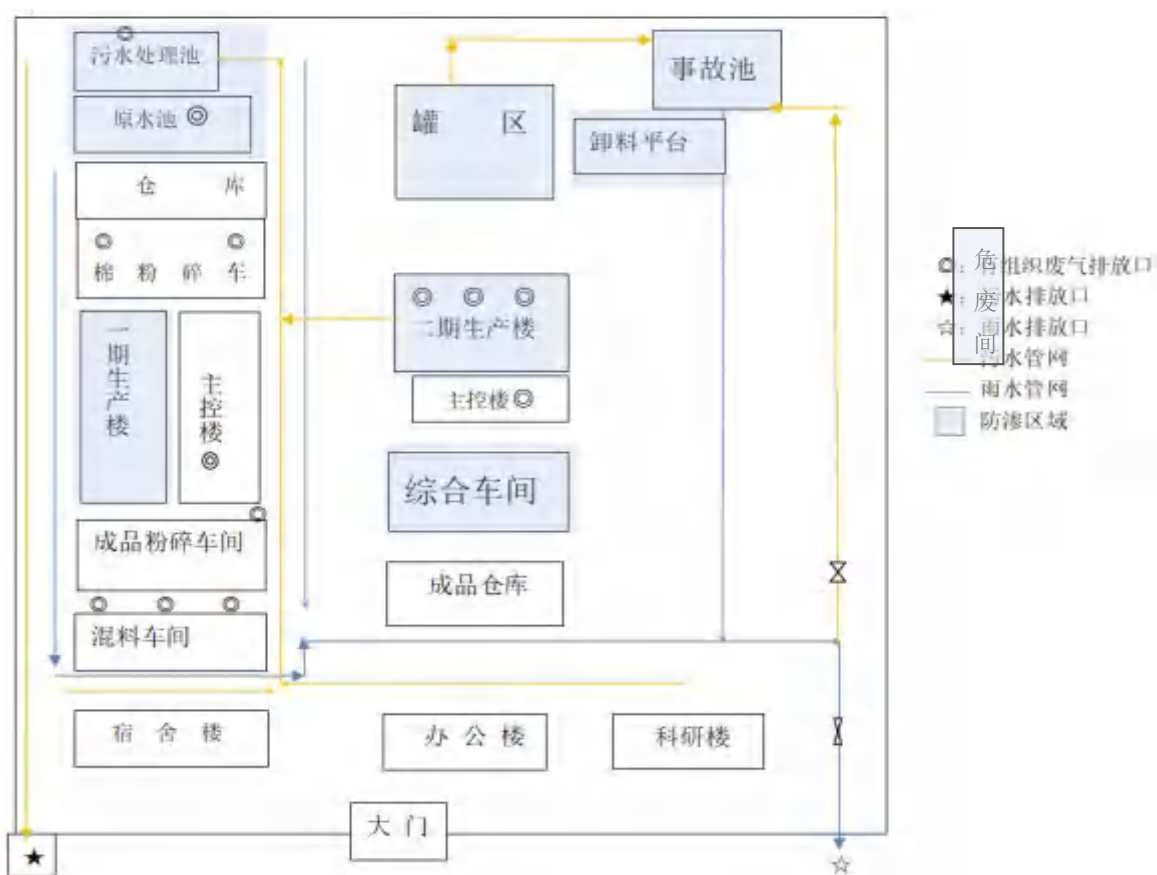 污水处理池
事故池
原水池
罐 区
卸料平台
仓 库
棉 粉 碎 车
一期生产楼
主控楼
二期生产楼
主控楼
综合车间
成品粉碎车间
成品仓库
混料车间
宿 舍 楼
办 公 楼
科研楼
大 门
危废间
组织废气排放口
水排放口
雨水排放口
污水管网
雨水管网
防渗区域